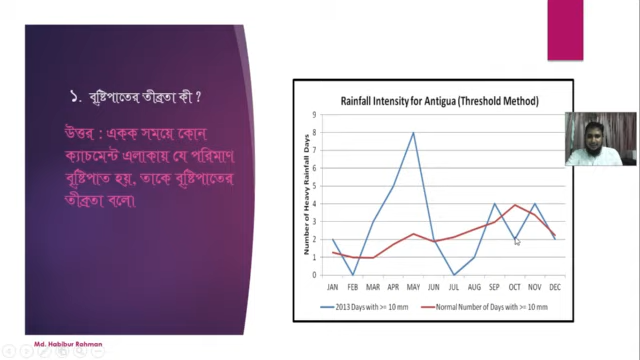 ১. বৃষ্টিপাতের তীব্রতা কী ?
উত্তর : একক সময়ে কোন
ক্যাচমেন্ট এলাকায় যে পরিমাণ
বৃষ্টিপাত হয়, তাকে বৃষ্টিপাতের
তীব্রতা বলে।
Md. Habibur Rahman
Rainfall Intensity for Antigua (Threshold Method)
Number of Heavy Rainfall Days
9
8
7
6
5
4
3
2
1
0
JAN FEB MAR APR MAY JUN JUL AUG SEP OCT NOV DEC
2013 Days with >= 10 mm Normal Number of Days with >= 10 mm